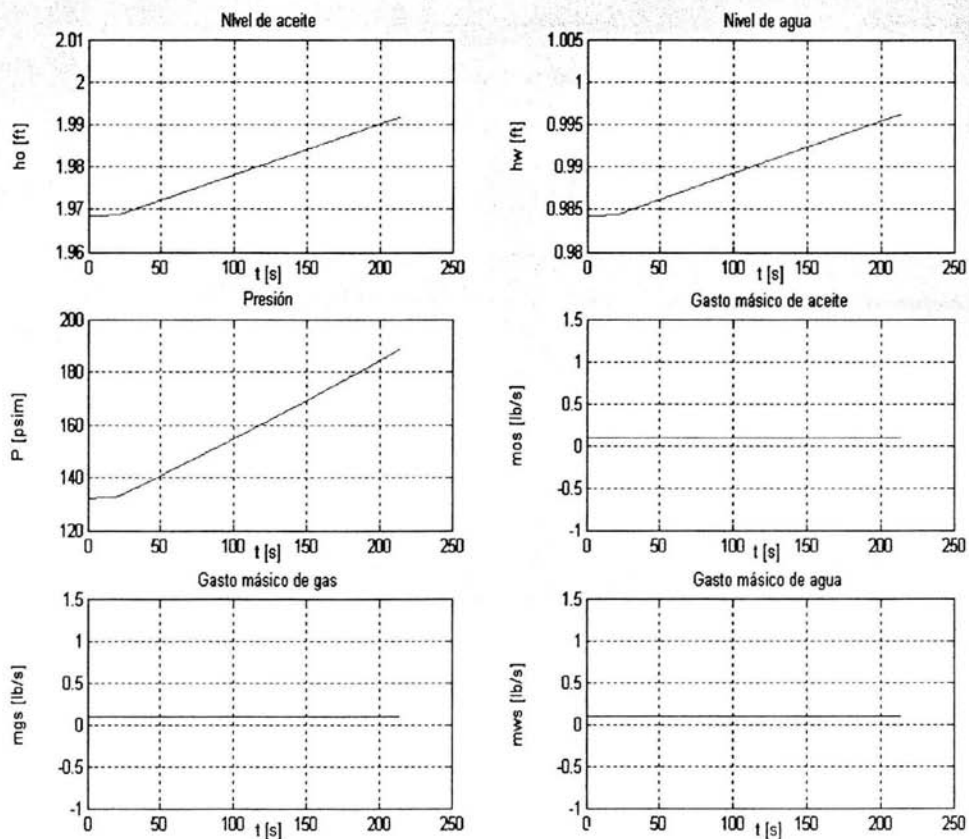 Nivel de aceite
2.01
2
1.99
1.98
1.97
1.96
ho [ft]
0 50 100 150 200 250
t [s]
Nivel de agua
1.005
1
0.995
0.99
0.985
0.98
hw [ft]
0 50 100 150 200 250
t [s]
Presión
200
180
160
140
120
P [psim]
0 50 100 150 200 250
t [s]
Gasto másico de aceite
1.5
1
0.5
0
-0.5
-1
mos [lb/s]
0 50 100 150 200 250
t [s]
Gasto másico de gas
1.5
1
0.5
0
-0.5
-1
mgs [lb/s]
0 50 100 150 200 250
t [s]
Gasto másico de agua
1.5
1
0.5
0
-0.5
-1
mws [lb/s]
0 50 100 150 200 250
t [s]